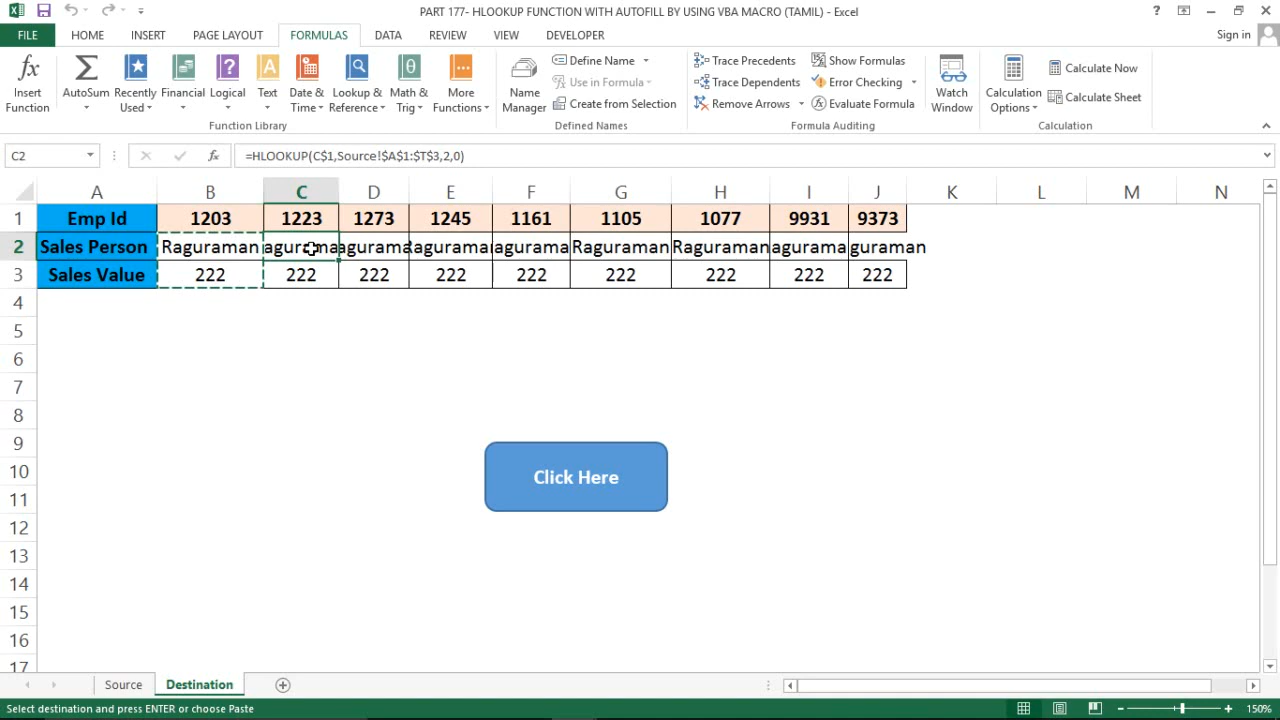 PART 177- HLOOKUP FUNCTION WITH AUTOFILL BY USING VBA MACRO (TAMIL) - Excel
FILE HOME INSERT PAGE LAYOUT FORMULAS DATA REVIEW VIEW DEVELOPER Sign in
Insert Function
AutoSum
Recently Used
Financial
Logical
Text
Date & Time
Lookup & Reference
Math & Trig
More Functions
Function Library
Name Manager
Define Name
Use in Formula
Create from Selection
Defined Names
Trace Precedents
Trace Dependents
Remove Arrows
Show Formulas
Error Checking
Evaluate Formula
Formula Auditing
Watch Window
Calculation Options
Calculate Now
Calculate Sheet
Calculation
C2 fx =HLOOKUP(C$1,Source!$A$1:$T$3,2,0)
A B C D E F G H I J K L M N
1 Emp Id 1203 1223 1273 1245 1161 1105 1077 9931 9373
2 Sales Person Raguraman agurama agurama Raguraman agurama Raguraman Raguraman agurama guraman
3 Sales Value 222 222 222 222 222 222 222 222 222
4
5
6
7
8
9
10 Click Here
11
12
13
14
15
16
17
Source Destination
Select destination and press ENTER or choose Paste 150%